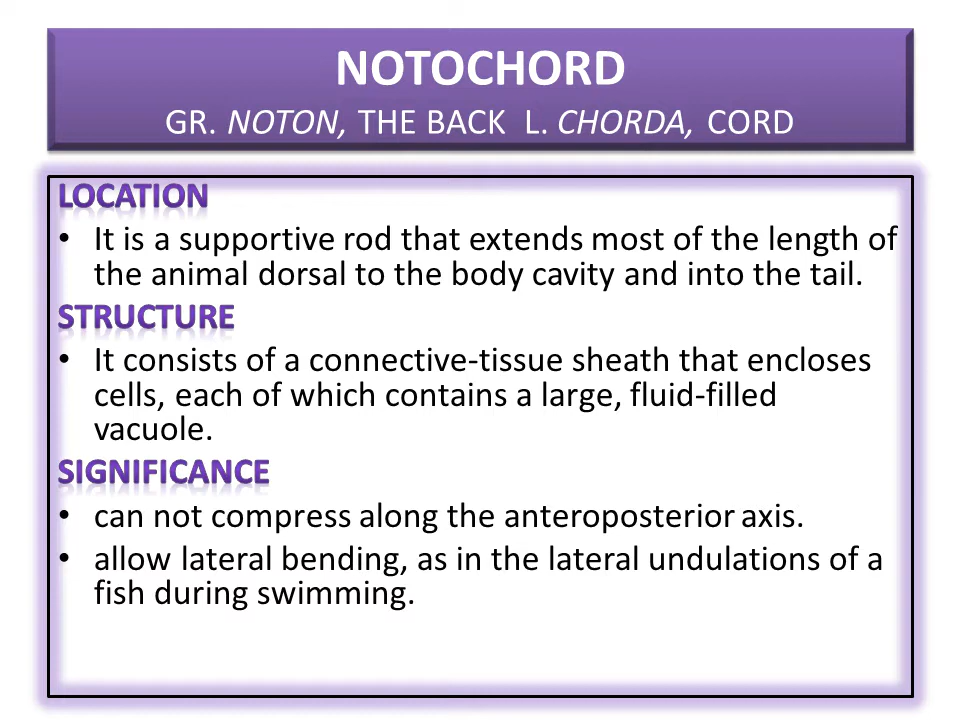 NOTOCHORD
GR. NOTON, THE BACK L. CHORDA, CORD
LOCATION
• It is a supportive rod that extends most of the length of
the animal dorsal to the body cavity and into the tail.
STRUCTURE
• It consists of a connective-tissue sheath that encloses
cells, each of which contains a large, fluid-filled
vacuole.
SIGNIFICANCE
• can not compress along the anteroposterior axis.
• allow lateral bending, as in the lateral undulations of a
fish during swimming.